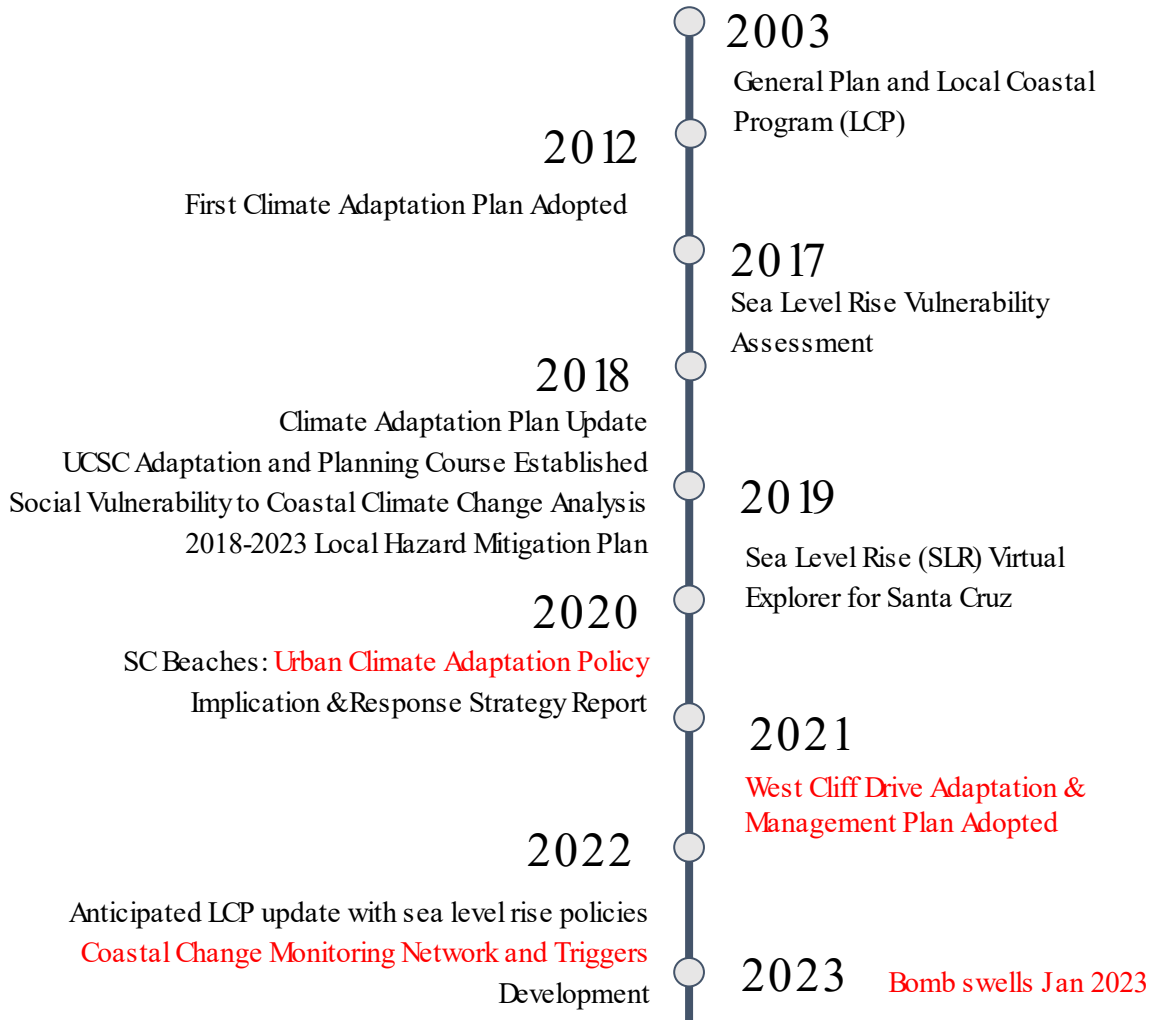 2003
General Plan and Local Coastal
Program (LCP)
2012
First Climate Adaptation Plan Adopted
2017
Sea Level Rise Vulnerability
Assessment
2018
Climate Adaptation Plan Update
UCSC Adaptation and Planning Course Established
Social Vulnerability to Coastal Climate Change Analysis
2018-2023 Local Hazard Mitigation Plan
2019
Sea Level Rise (SLR) Virtual
Explorer for Santa Cruz
2020
SC Beaches: Urban Climate Adaptation Policy
Implication & Response Strategy Report
2021
West Cliff Drive Adaptation &
Management Plan Adopted
2022
Anticipated LCP update with sea level rise policies
Coastal Change Monitoring Network and Triggers
Development
2023 Bomb swells Jan 2023